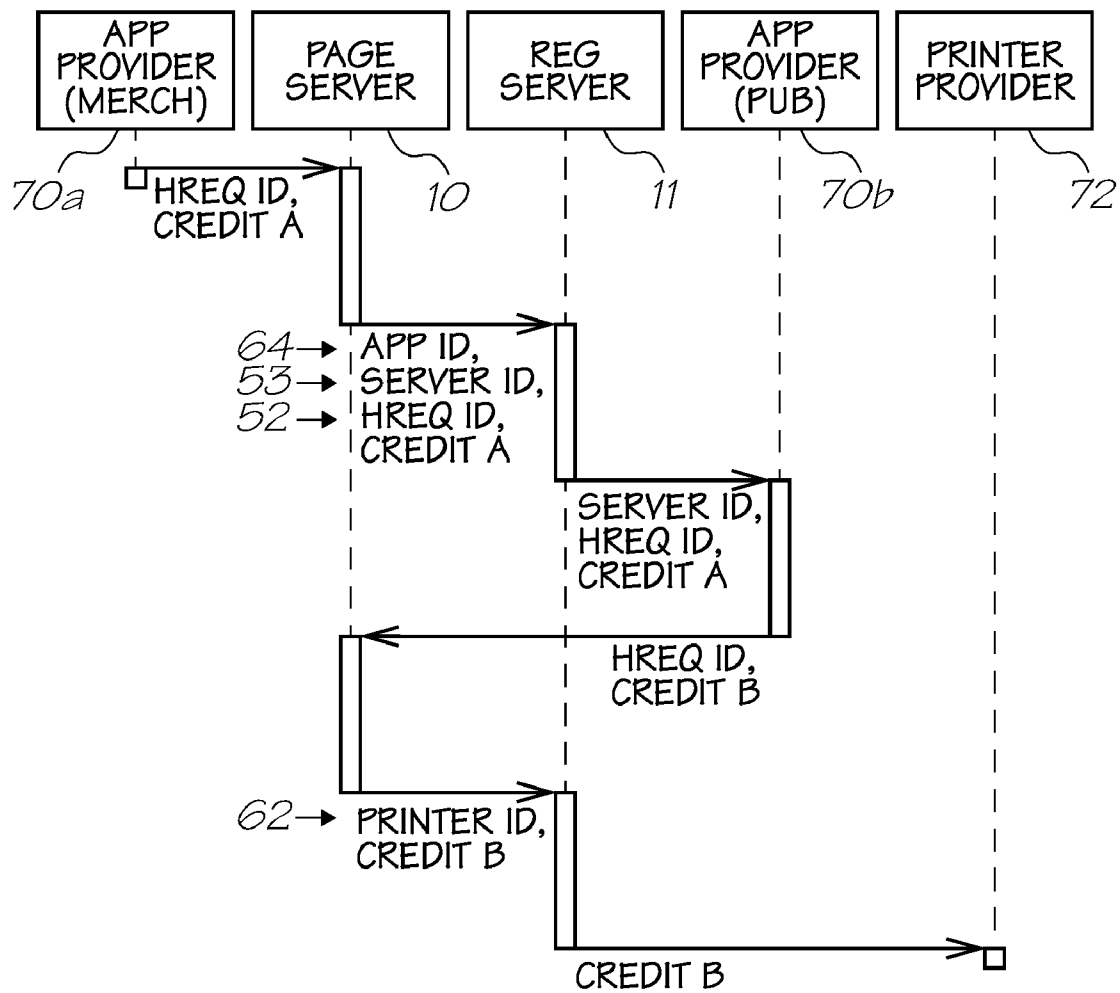 APP
PROVIDER
(MERCH)
PAGE
SERVER
REG
SERVER
APP
PROVIDER
(PUB)
PRINTER
PROVIDER
70a
10
11
70b
72
HREQ ID,
CREDIT A
64
APP ID,
53
SERVER ID,
52
HREQ ID,
CREDIT A
SERVER ID,
HREQ ID,
CREDIT A
HREQ ID,
CREDIT B
62
PRINTER ID,
CREDIT B
CREDIT B